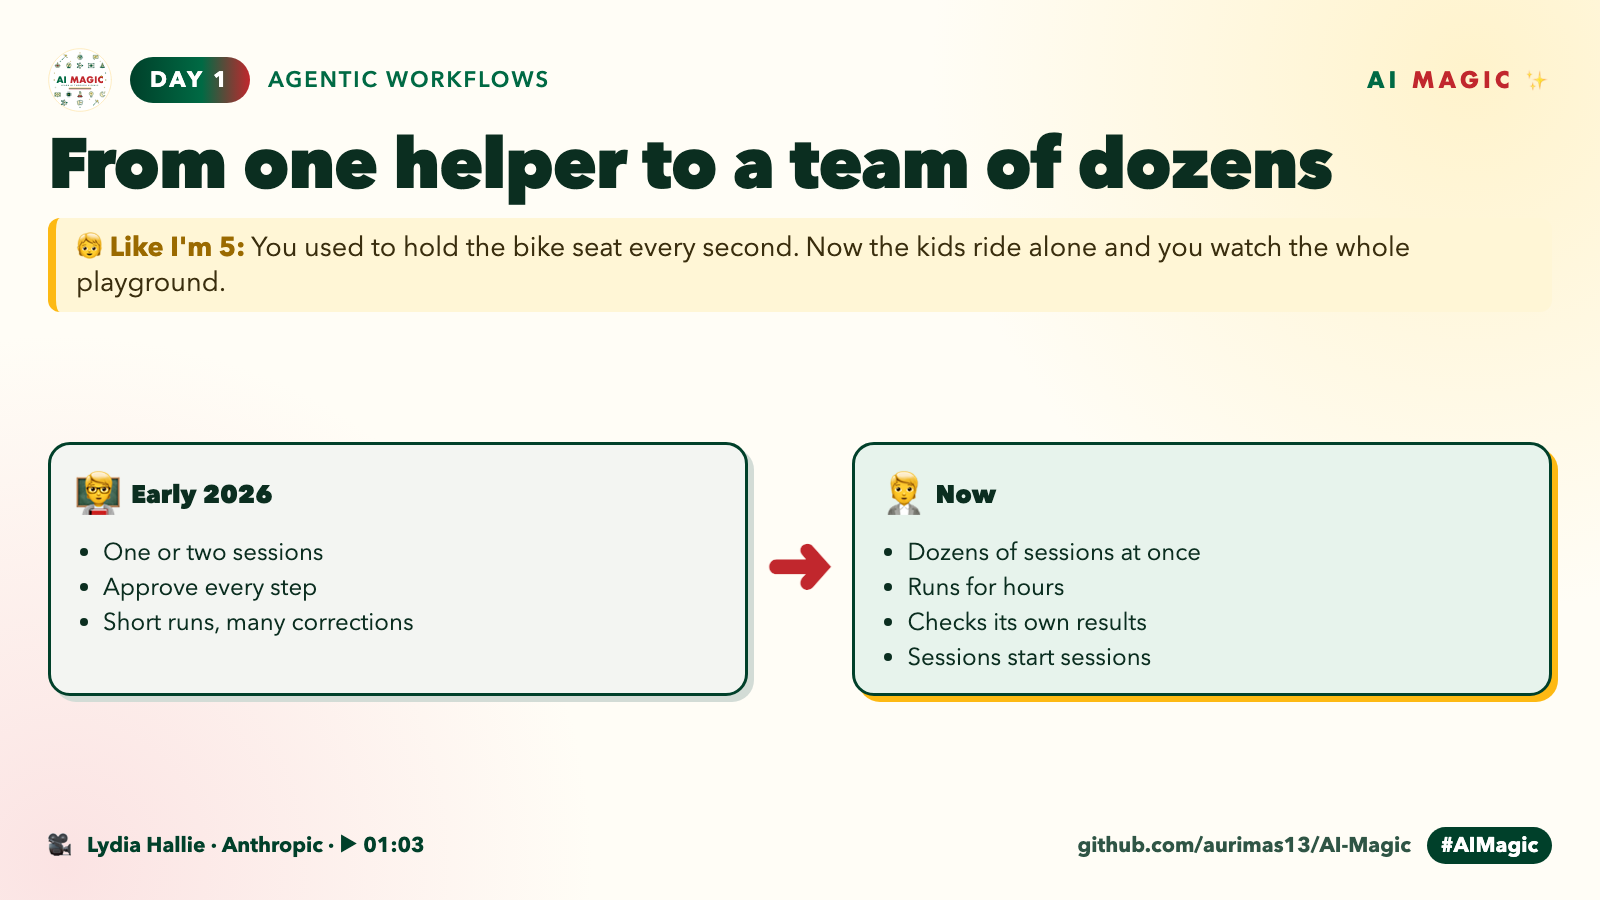 AI MAGIC
DAY 1
AGENTIC WORKFLOWS
AI MAGIC ✨
From one helper to a team of dozens
🧒 Like I'm 5: You used to hold the bike seat every second. Now the kids ride alone and you watch the whole
playground.
Early 2026
• One or two sessions
• Approve every step
• Short runs, many corrections
Now
• Dozens of sessions at once
• Runs for hours
• Checks its own results
• Sessions start sessions
Lydia Hallie · Anthropic · ▶ 01:03
github.com/aurimas13/AI-Magic
#AIMagic